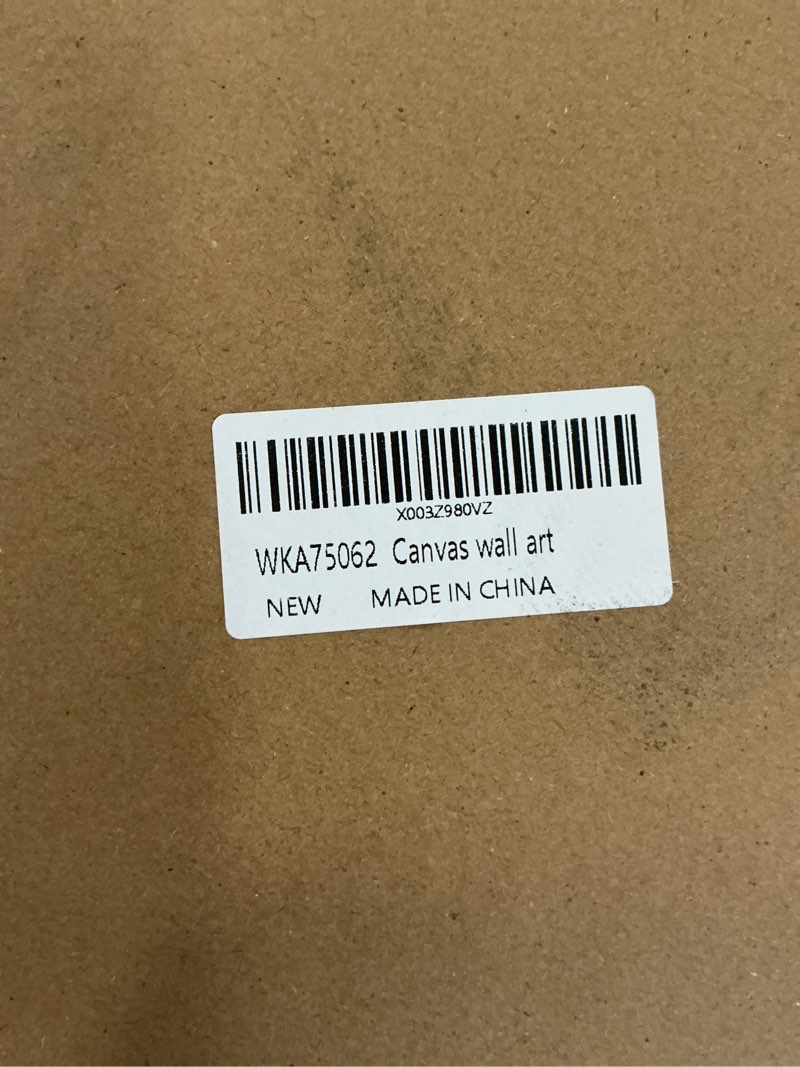 X003Z980VZ
WKA75062 Canvas wall art
NEW MADE IN CHINA